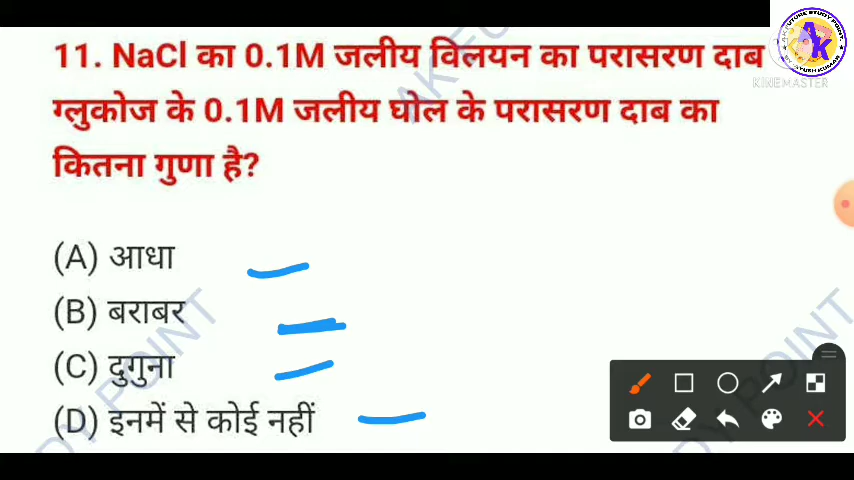 11. NaCl का 0.1M जलीय विलयन का परासरण दाब
ग्लुकोज के 0.1M जलीय घोल के परासरण दाब का
कितना गुणा है?
(A) आधा
(B) बराबर
(C) दुगुना
(D) इनमें से कोई नहीं
AK
KINEMASTER